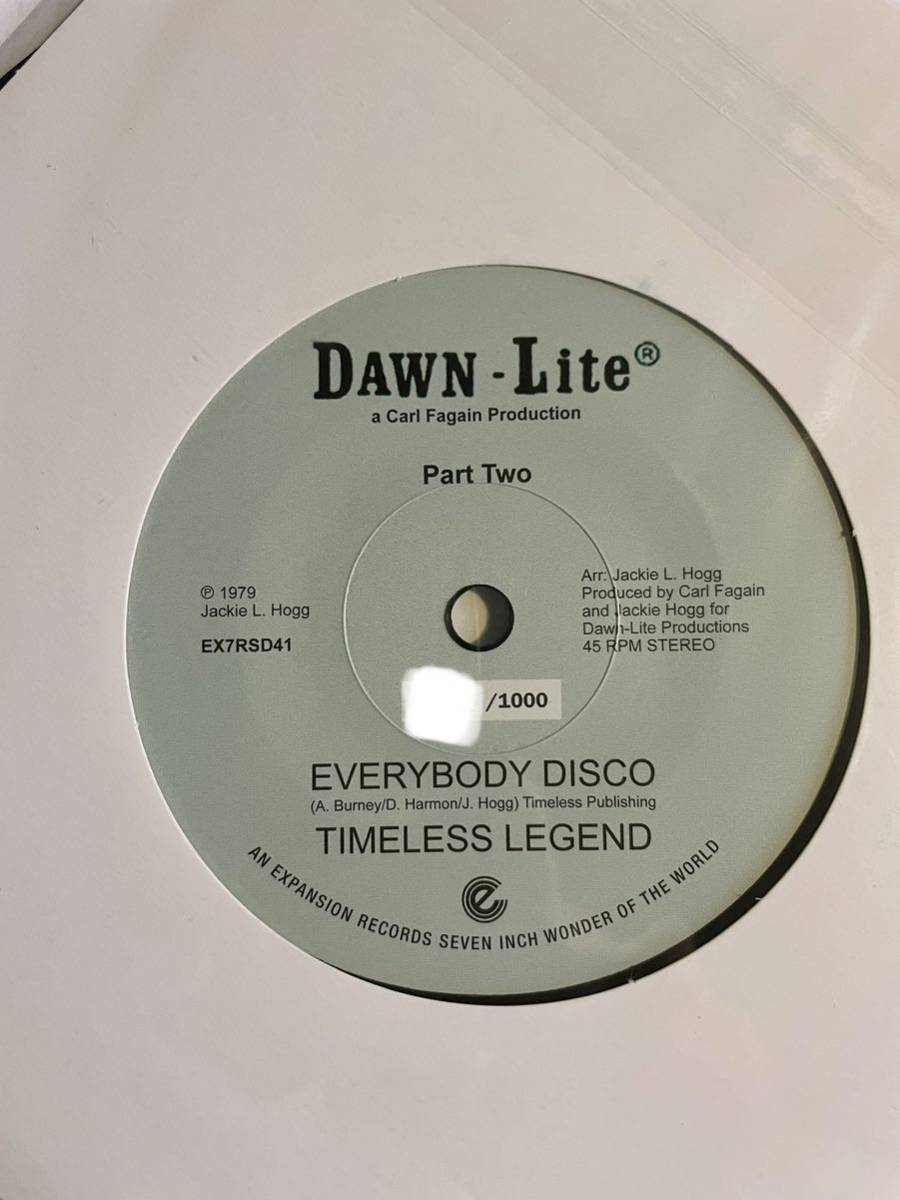 DAWN - Lite®
a Carl Fagain Production
Part Two
℗ 1979
Jackie L. Hogg
EX7RSD41
Arr: Jackie L. Hogg
Produced by Carl Fagain
and Jackie Hogg for
Dawn-Lite Productions
45 RPM STEREO
/1000
EVERYBODY DISCO
(A. Burney/D. Harmon/J. Hogg) Timeless Publishing
TIMELESS LEGEND
e
AN EXPANSION RECORDS SEVEN INCH WONDER OF THE WORLD